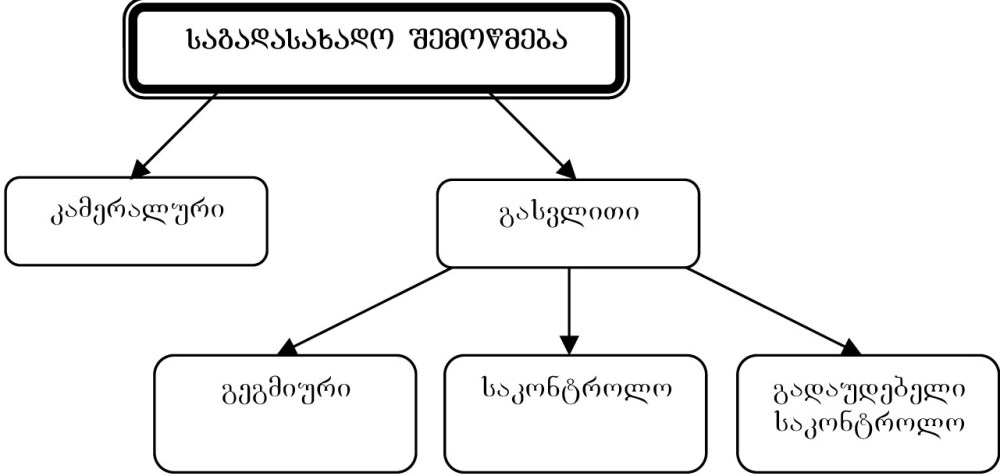 საგადასახადო შემოწმება
კამერალური
გასვლითი
გეგმიური
საკონტროლო
გადაუდებელი
საკონტროლო